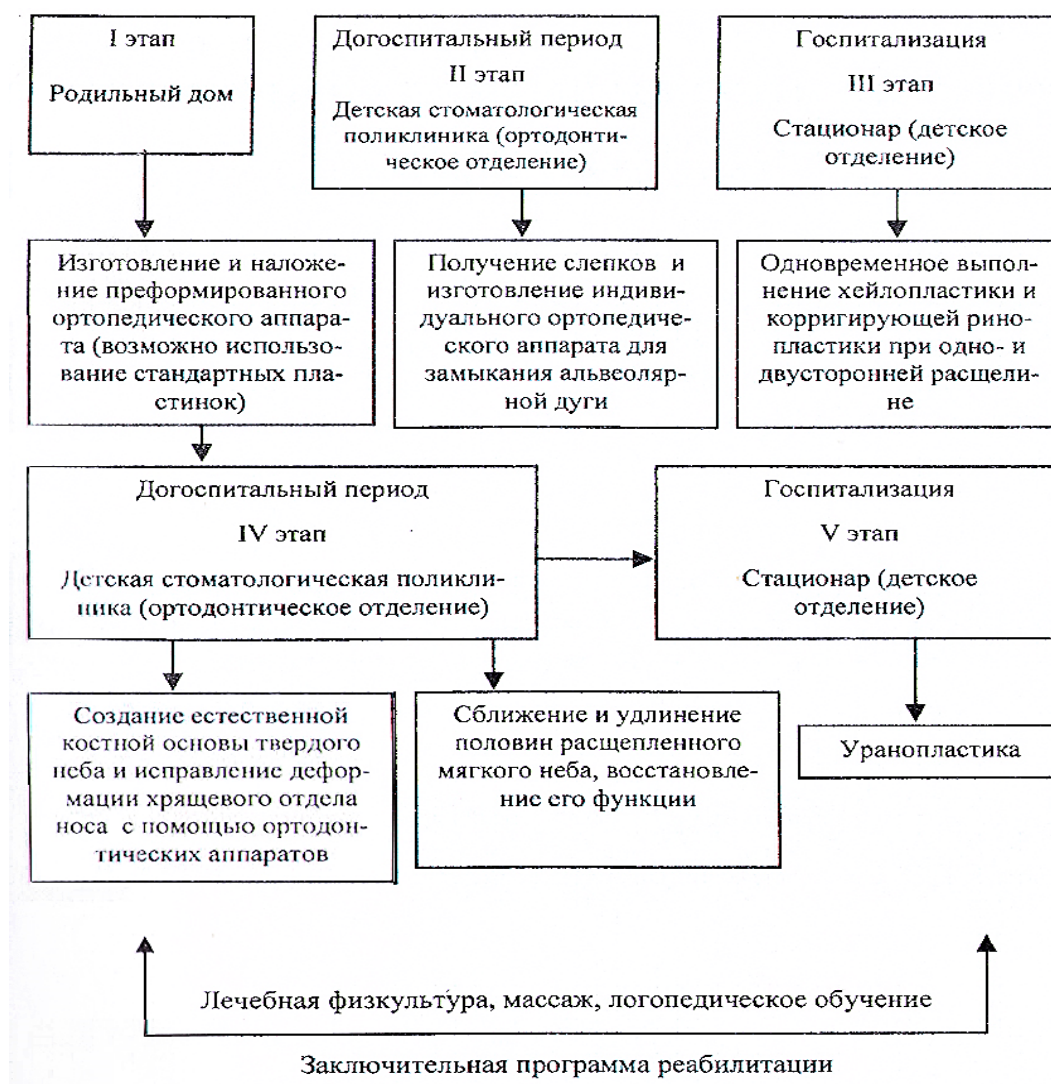 I этап
Родильный дом
Догоспитальный период
II этап
Детская стоматологическая
поликлиника (ортодонти-
ческое отделение)
Госпитализация
III этап
Стационар (детское
отделение)
Изготовление и наложе-
ние преформированного
ортопедического аппара-
та (возможно использо-
вание стандартных пла-
стинок)
Получение слепков и
изготовление индиви-
дуального ортопедиче-
ского аппарата для
замыкания альвеоляр-
ной дуги
Одновременное выпол-
нение хейлопластики и
корригирующей рино-
пластики при одно- и
двусторонней расщели-
не
Догоспитальный период
IV этап
Детская стоматологическая поликли-
ника (ортодонтическое отделение)
Госпитализация
V этап
Стационар (детское
отделение)
Создание естественной
костной основы твердого
неба и исправление дефор-
мации хрящевого отдела
носа с помощью ортодон-
тических аппаратов
Сближение и удлинение
половин расщепленного
мягкого неба, восстановле-
ние его функции
Уранопластика
Лечебная физкультура, массаж, логопедическое обучение
Заключительная программа реабилитации